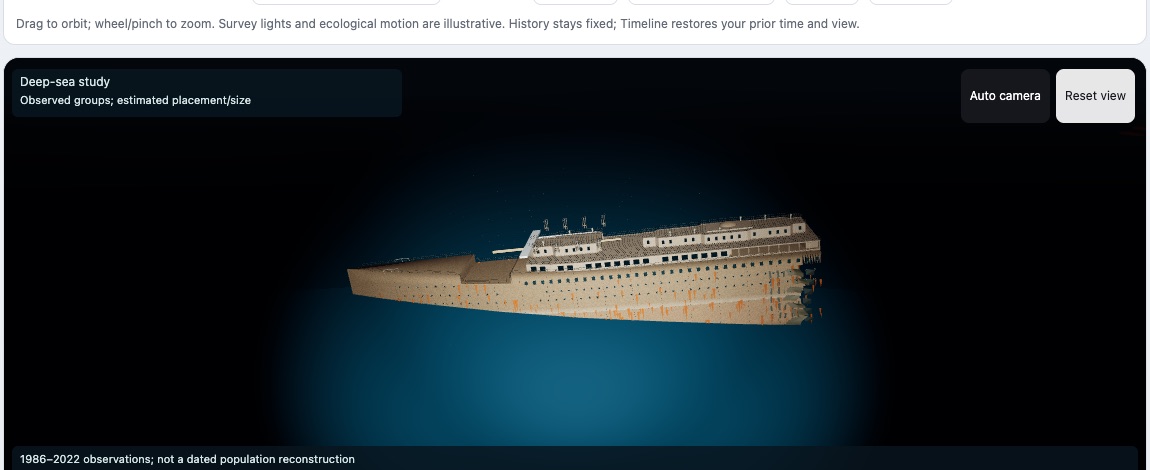 Drag to orbit; wheel/pinch to zoom. Survey lights and ecological motion are illustrative. History stays fixed; Timeline restores your prior time and view.
Deep-sea study
Observed groups; estimated placement/size
Auto camera
Reset view
1986–2022 observations; not a dated population reconstruction